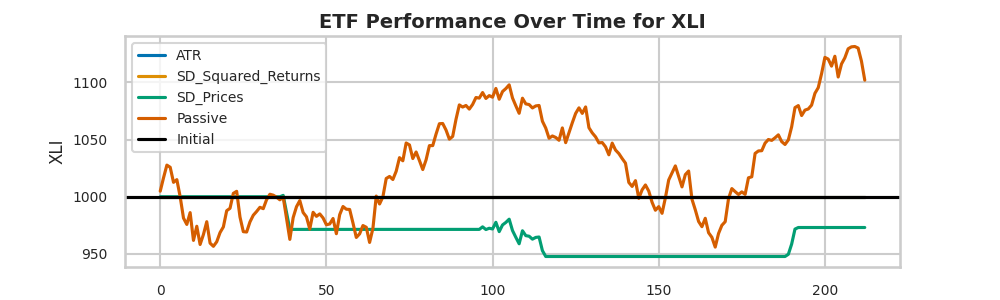 ETF Performance Over Time for XLI
ATR
SD_Squared_Returns
SD_Prices
Passive
Initial
XLI
1100
1050
1000
950
0 50 100 150 200